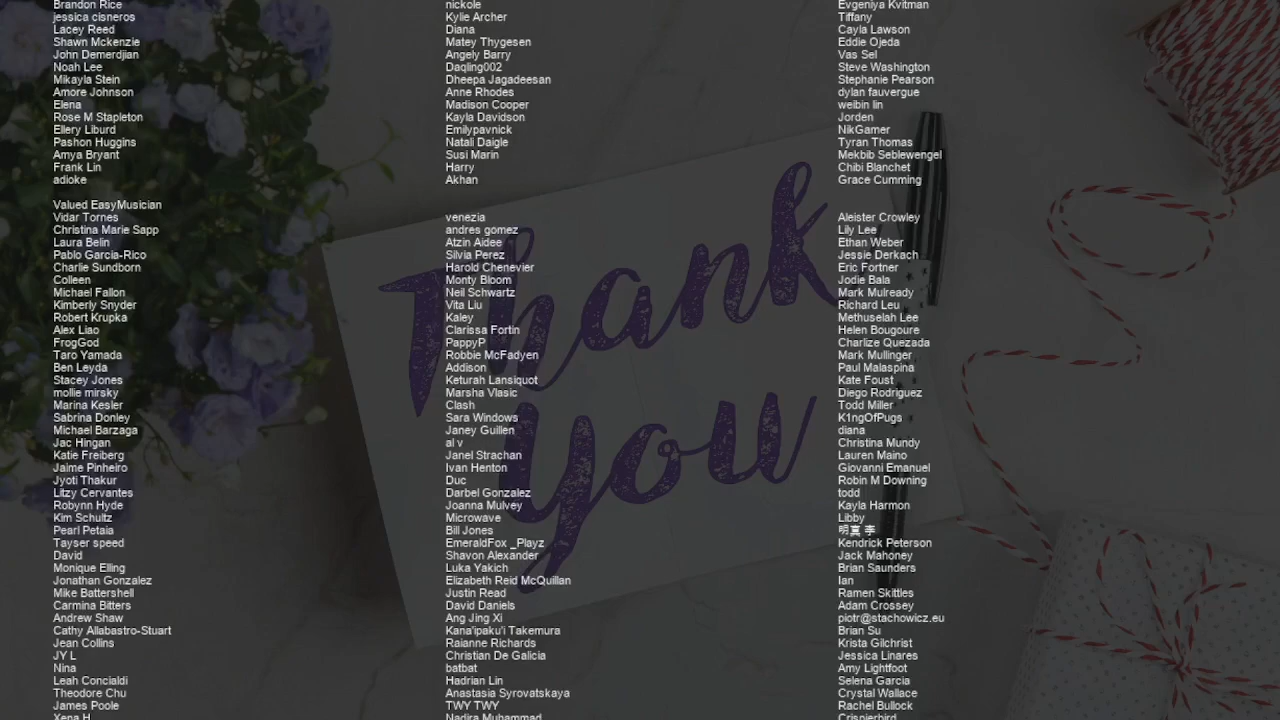 Brandon Rice
jessica cisneros
Lacey Reed
Shawn Mckenzie
John Demerdjian
Noah Lee
Mikayla Stein
Amore Johnson
Elena
Rose M Stapleton
Ellery Liburd
Pashon Huggins
Amya Bryant
Frank Lin
adioke
nickole
Kylie Archer
Diana
Matey Thygesen
Angely Barry
Daqling002
Dheepa Jagadeesan
Anne Rhodes
Madison Cooper
Kayla Davidson
Emilypavnick
Natali Daigle
Susi Marin
Harry
Akhan
Evgeniya Kvitman
Tiffany
Cayla Lawson
Eddie Ojeda
Vas Sel
Steve Washington
Stephanie Pearson
dylan fauvergue
weibin lin
Jorden
NikGamer
Tyran Thomas
Mekbib Seblewengel
Chibi Blanchet
Grace Cumming
Valued EasyMusician
Vidar Tornes
Christina Marie Sapp
Laura Belin
Pablo Garcia-Rico
Charlie Sundborn
Colleen
Michael Fallon
Kimberly Snyder
Robert Krupka
Alex Liao
FrogGod
Taro Yamada
Ben Leyda
Stacey Jones
mollie mirsky
Marina Kesler
Sabrina Donley
Michael Barzaga
Jac Hingan
Katie Freiberg
Jaime Pinheiro
Jyoti Thakur
Litzy Cervantes
Robynn Hyde
Kim Schultz
Pearl Petaia
Tayser speed
David
Monique Eling
Jonathan Gonzalez
Mike Battershell
Carmina Bitters
Andrew Shaw
Cathy Allabastro-Stuart
Jean Collins
JY L
Nina
Leah Concialdi
Theodore Chu
James Poole
Xena H
venezia
andres gomez
Atzin Aidee
Silvia Perez
Harold Chenevier
Monty Bloom
Neil Schwartz
Vita Liu
Kaley
Clarissa Fortin
PappyP
Robbie McFadyen
Addison
Keturah Lansiquot
Marsha Vlasic
Clash
Sara Windows
Janey Guillen
al v
Janel Strachan
Ivan Henton
Duc
Darbel Gonzalez
Joanna Mulvey
Microwave
Bill Jones
EmeraldFox _Playz
Shavon Alexander
Luka Yakich
Elizabeth Reid McQuillan
Justin Read
David Daniels
Ang Jing Xi
Kana'ipaku'i Takemura
Raianne Richards
Christian De Galicia
batbat
Hadrian Lin
Anastasia Syrovatskaya
TWY TWY
Nadira Muhammad
Aleister Crowley
Lily Lee
Ethan Weber
Jessie Derkach
Eric Fortner
Jodie Bala
Mark Mulready
Richard Leu
Methuselah Lee
Helen Bougoure
Charlize Quezada
Mark Mullinger
Paul Malaspina
Kate Foust
Diego Rodriguez
Todd Miller
K1ngOfPugs
diana
Christina Mundy
Lauren Maino
Giovanni Emanuel
Robin M Downing
todd
Kayla Harmon
Libby
明真 李
Kendrick Peterson
Jack Mahoney
Brian Saunders
Ian
Ramen Skittles
Adam Crossey
piotr@stachowicz.eu
Brian Su
Krista Gilchrist
Jessica Linares
Amy Lightfoot
Selena Garcia
Crystal Wallace
Rachel Bullock
Crispierbird
Thank
you